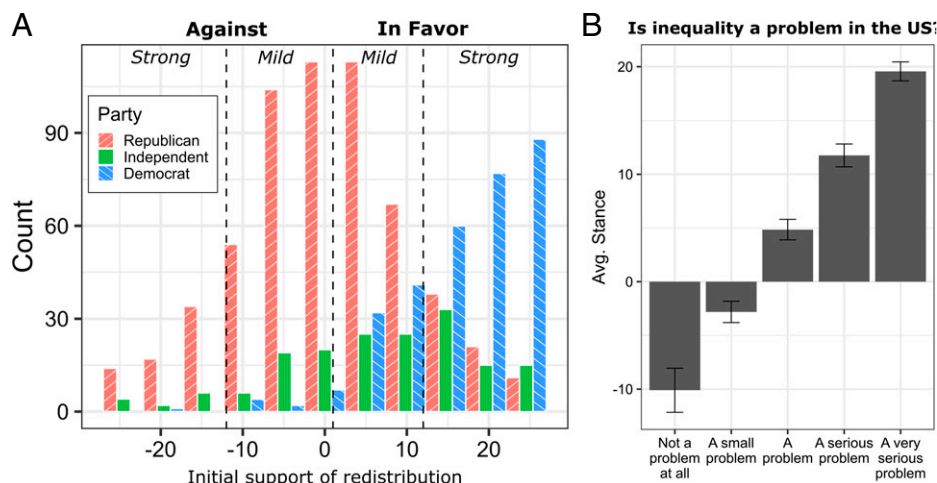 A
Against
In Favor
Strong
Mild
Mild
Strong
Party
Republican
Independent
Democrat
90
60
30
0
Count
-20
-10
0
10
20
Initial support of redistribution
B
Is inequality a problem in the US?
20
10
0
-10
Avg. Stance
Not a
problem
at all
A small
problem
A
problem
A serious
problem
A very
serious
problem